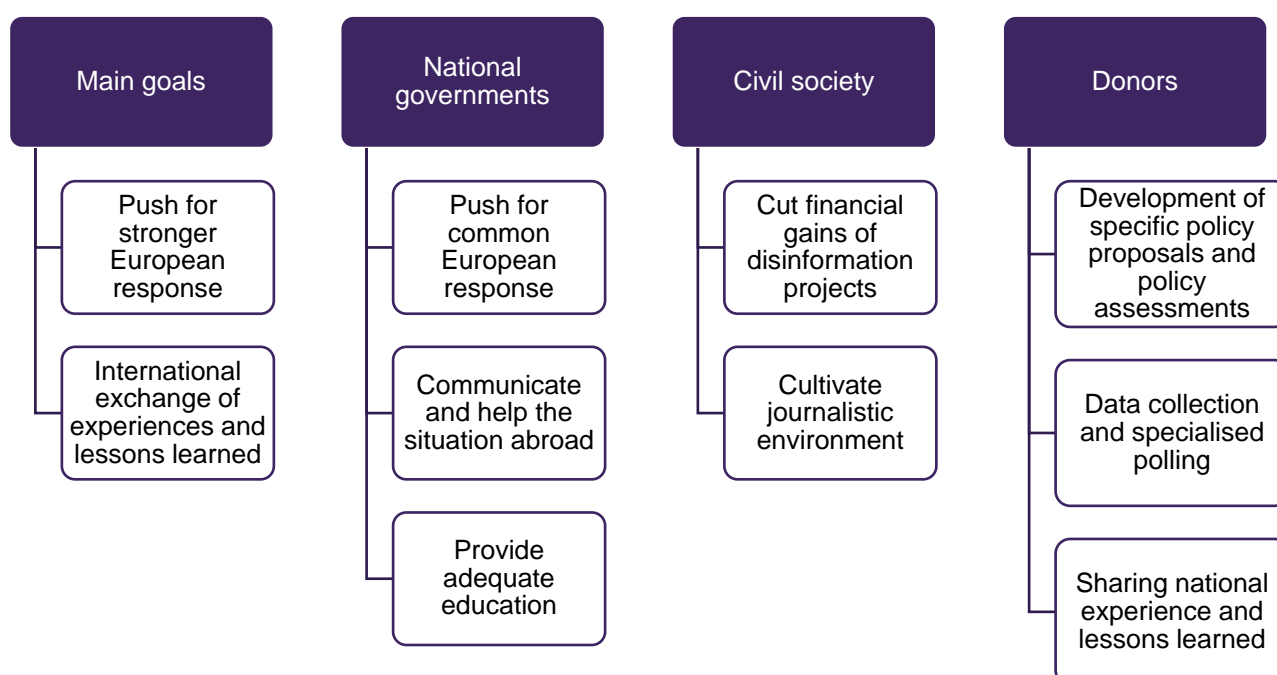 Main goals
Push for
stronger
European
response
International
exchange of
experiences and
lessons learned
National
governments
Push for
common
European
response
Communicate
and help the
situation abroad
Provide
adequate
education
Civil society
Cut financial
gains of
disinformation
projects
Cultivate
journalistic
environment
Donors
Development of
specific policy
proposals and
policy
assessments
Data collection
and specialised
polling
Sharing national
experience and
lessons learned